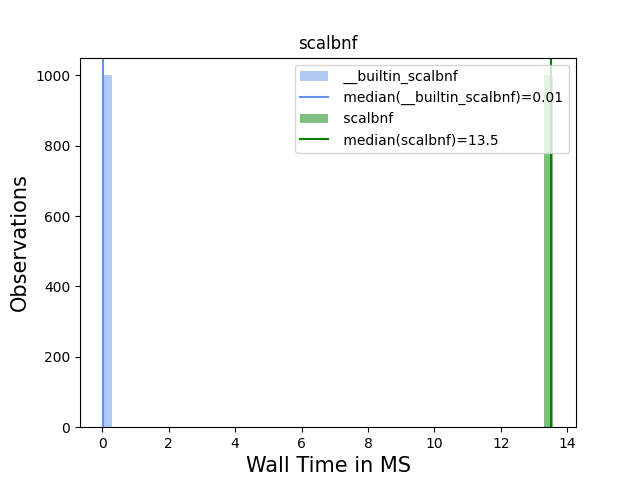 scalbnf
__builtin_scalbnf
median(__builtin_scalbnf)=0.01
scalbnf
median(scalbnf)=13.5
1000
800
600
400
200
0
Observations
0 2 4 6 8 10 12 14
Wall Time in MS